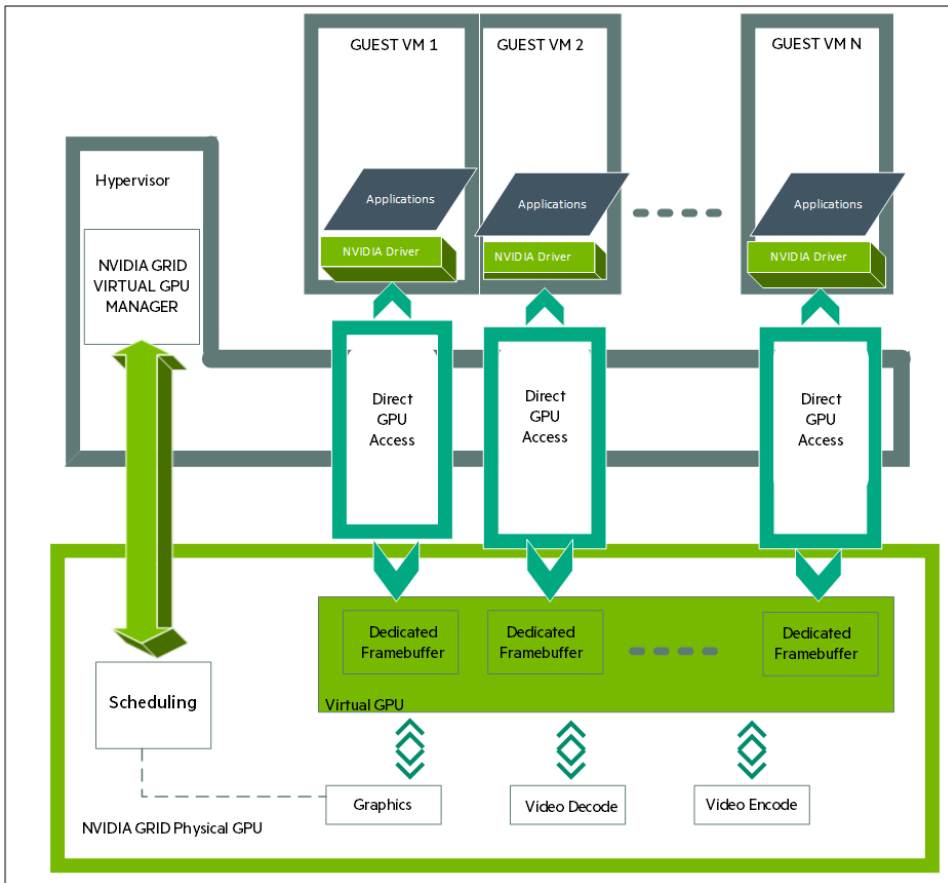 GUEST VM 1
GUEST VM 2
GUEST VM N
Hypervisor
Applications
Applications
Applications
NVIDIA Driver
NVIDIA Driver
NVIDIA Driver
NVIDIA GRID
VIRTUAL GPU
MANAGER
Direct
GPU
Access
Direct
GPU
Access
Direct
GPU
Access
Dedicated
Framebuffer
Dedicated
Framebuffer
Dedicated
Framebuffer
Virtual GPU
Scheduling
Graphics
Video Decode
Video Encode
NVIDIA GRID Physical GPU